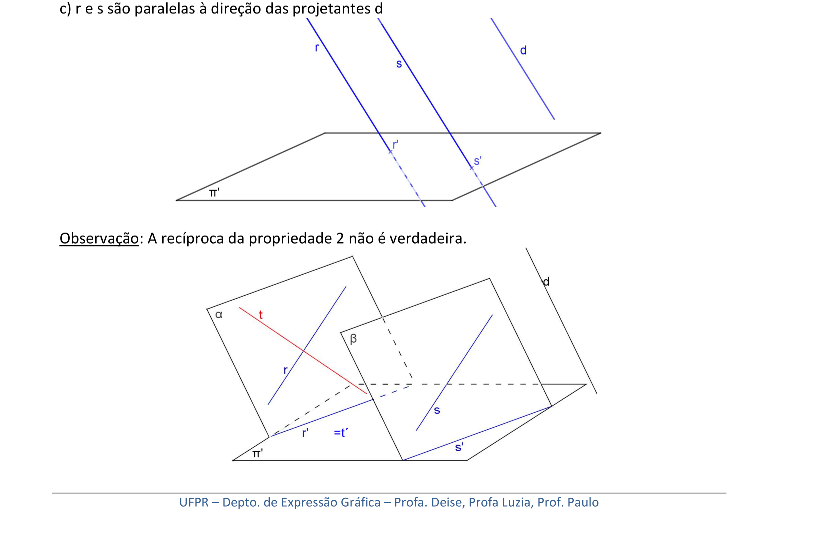 c) r e s são paralelas à direção das projetantes d
r
s
d
r'
s'
π'
Observação: A recíproca da propriedade 2 não é verdadeira.
d
α
t
β
r
s
r' =t´
s'
π'
UFPR – Depto. de Expressão Gráfica – Profa. Deise, Profa Luzia, Prof. Paulo